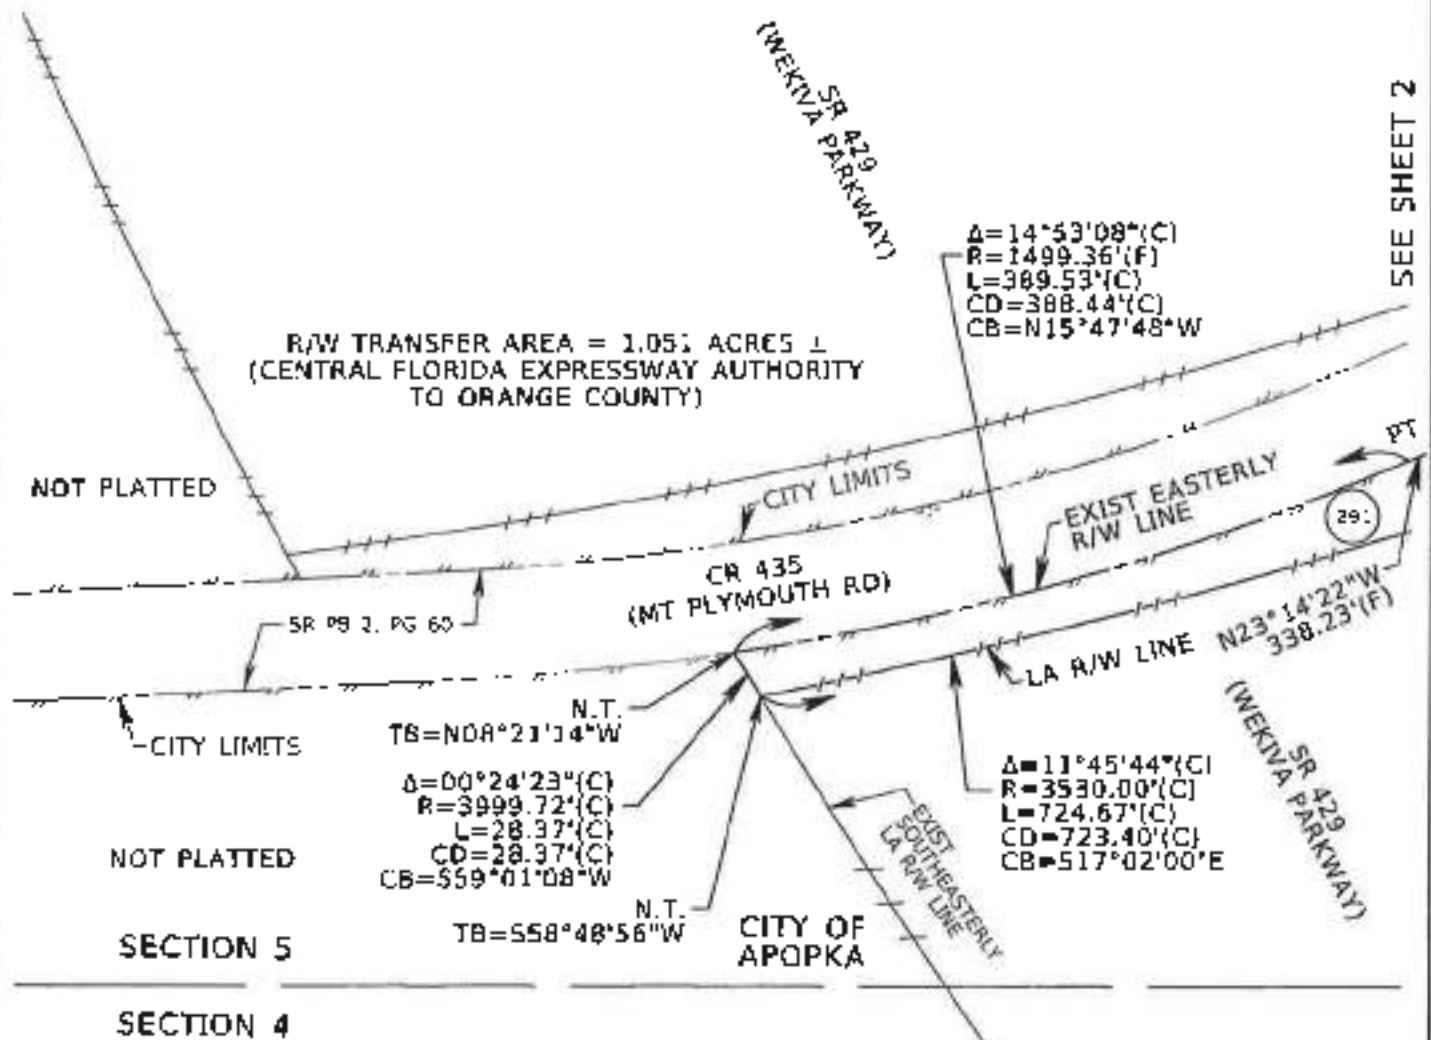 (WEKIVA PARKWAY)
SR 429
SEE SHEET 2
Δ=14°53'08"(C)
R=1499.36'(F)
L=389.53'(C)
CD=388.44'(C)
CB=N15°47'48"W
R/W TRANSFER AREA = 1.051 ACRES ±
(CENTRAL FLORIDA EXPRESSWAY AUTHORITY
TO ORANGE COUNTY)
NOT PLATTED
CITY LIMITS
EXIST EASTERLY
R/W LINE
PT
291
CR 435
(MT PLYMOUTH RD)
SR PB 2, PG 60
N23°14'22"W
338.23'(F)
LA R/W LINE
N.T.
TB=N08°21'14"W
CITY LIMITS
Δ=00°24'23"(C)
R=3999.72'(C)
L=28.37'(C)
CD=28.37'(C)
CB=S59°01'08"W
Δ=11°45'44"(C)
R=3530.00'(C)
L=724.67'(C)
CD=723.40'(C)
CB=S17°02'00"E
SR 429
(WEKIVA PARKWAY)
EXIST
SOUTHEASTERLY
LA R/W LINE
NOT PLATTED
N.T.
TB=S58°48'56"W
CITY OF
APOPKA
SECTION 5
SECTION 4